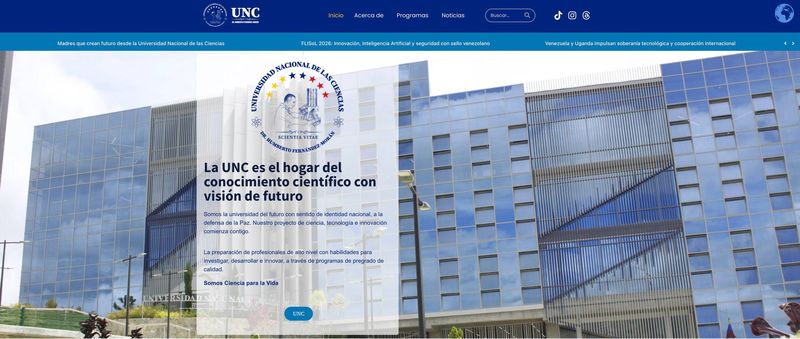 UNC
Inicio
Acerca de
Programas
Noticias
Buscar...
Madres que crean futuro desde la Universidad Nacional de las Ciencias
FLISoL 2026: Innovación, Inteligencia Artificial y seguridad con sello venezolano
Venezuela y Uganda impulsan soberanía tecnológica y cooperación internacional
UNIVERSIDAD NACIONAL DE LAS CIENCIAS
SCIENTIA VITAE
DR. HUMBERTO FERNÁNDEZ-MORÁN
La UNC es el hogar del
conocimiento científico con
visión de futuro
Somos la universidad del futuro con sentido de identidad nacional, a la
defensa de la Paz. Nuestro proyecto de ciencia, tecnología e innovación
comienza contigo.
La preparación de profesionales de alto nivel con habilidades para
investigar, desarrollar e innovar, a través de programas de pregrado de
calidad.
Somos Ciencia para la Vida
UNIVERSIDAD
UNC